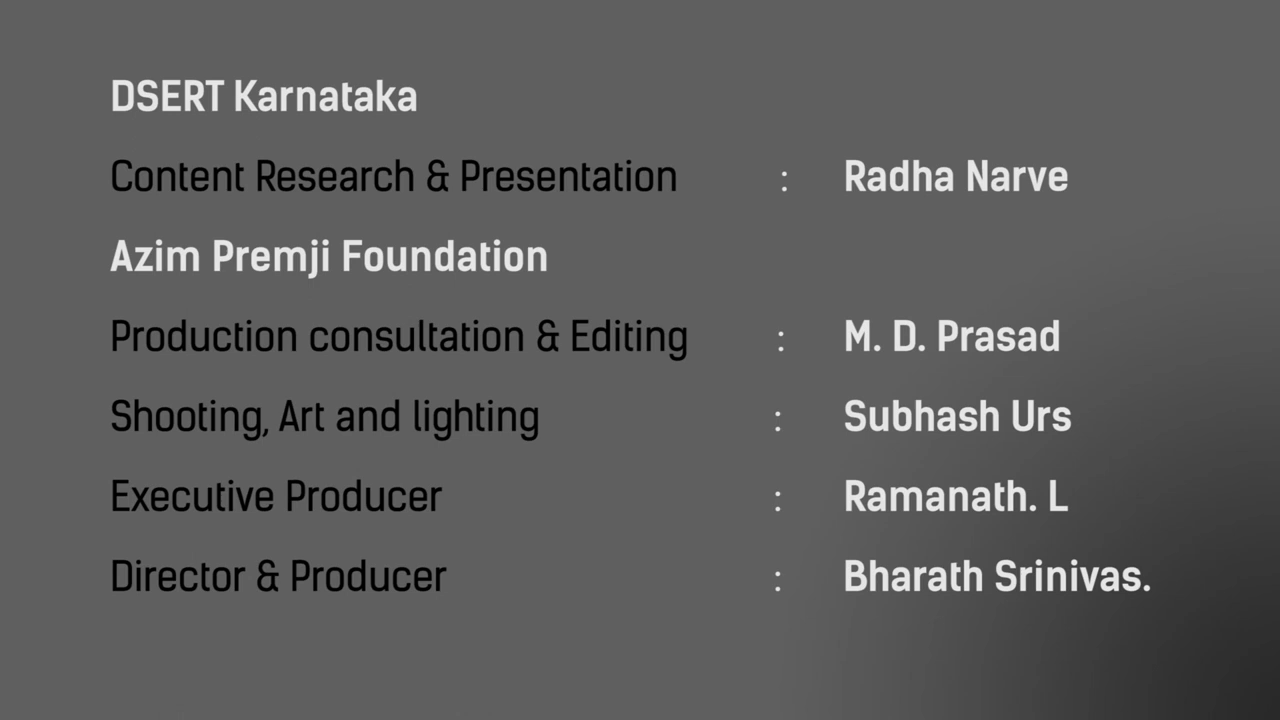 DSERT Karnataka
Content Research & Presentation : Radha Narve
Azim Premji Foundation
Production consultation & Editing : M. D. Prasad
Shooting, Art and lighting : Subhash Urs
Executive Producer : Ramanath. L
Director & Producer : Bharath Srinivas.